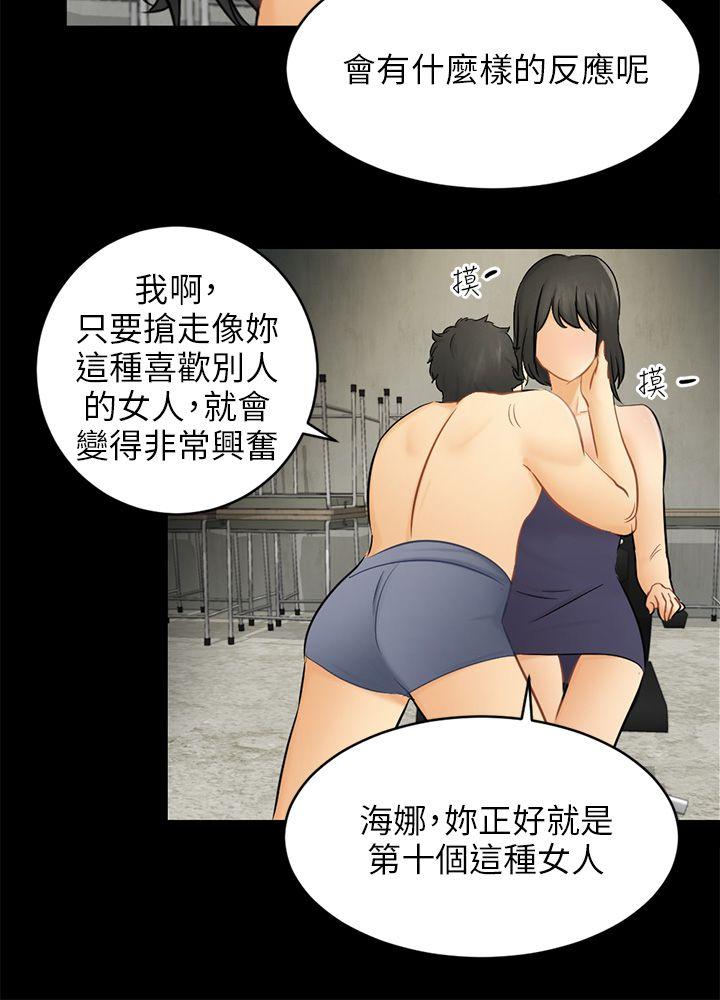 會有什麼樣的反應呢
摸~
我啊，
只要搶走像妳
這種喜歡別人
的女人，就會
變得非常興奮
摸~
海娜，妳正好就是
第十個這種女人